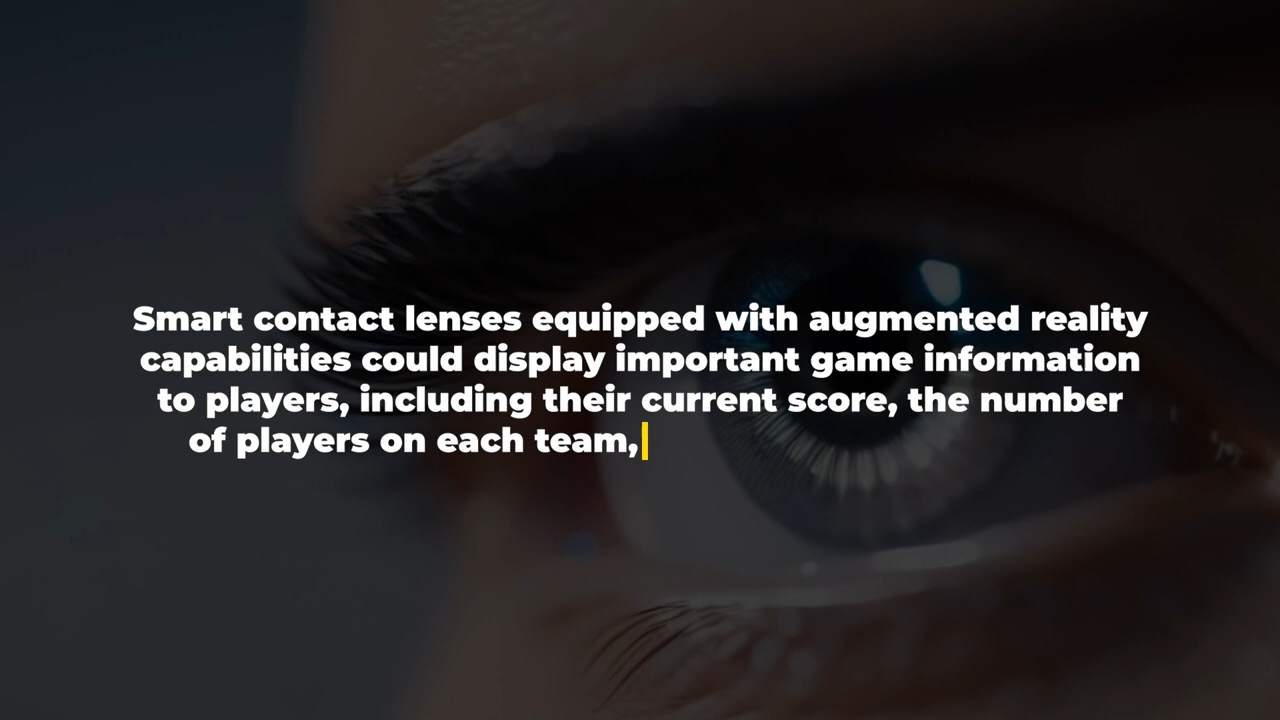 Smart contact lenses equipped with augmented reality
capabilities could display important game information
to players, including their current score, the number
of players on each team,